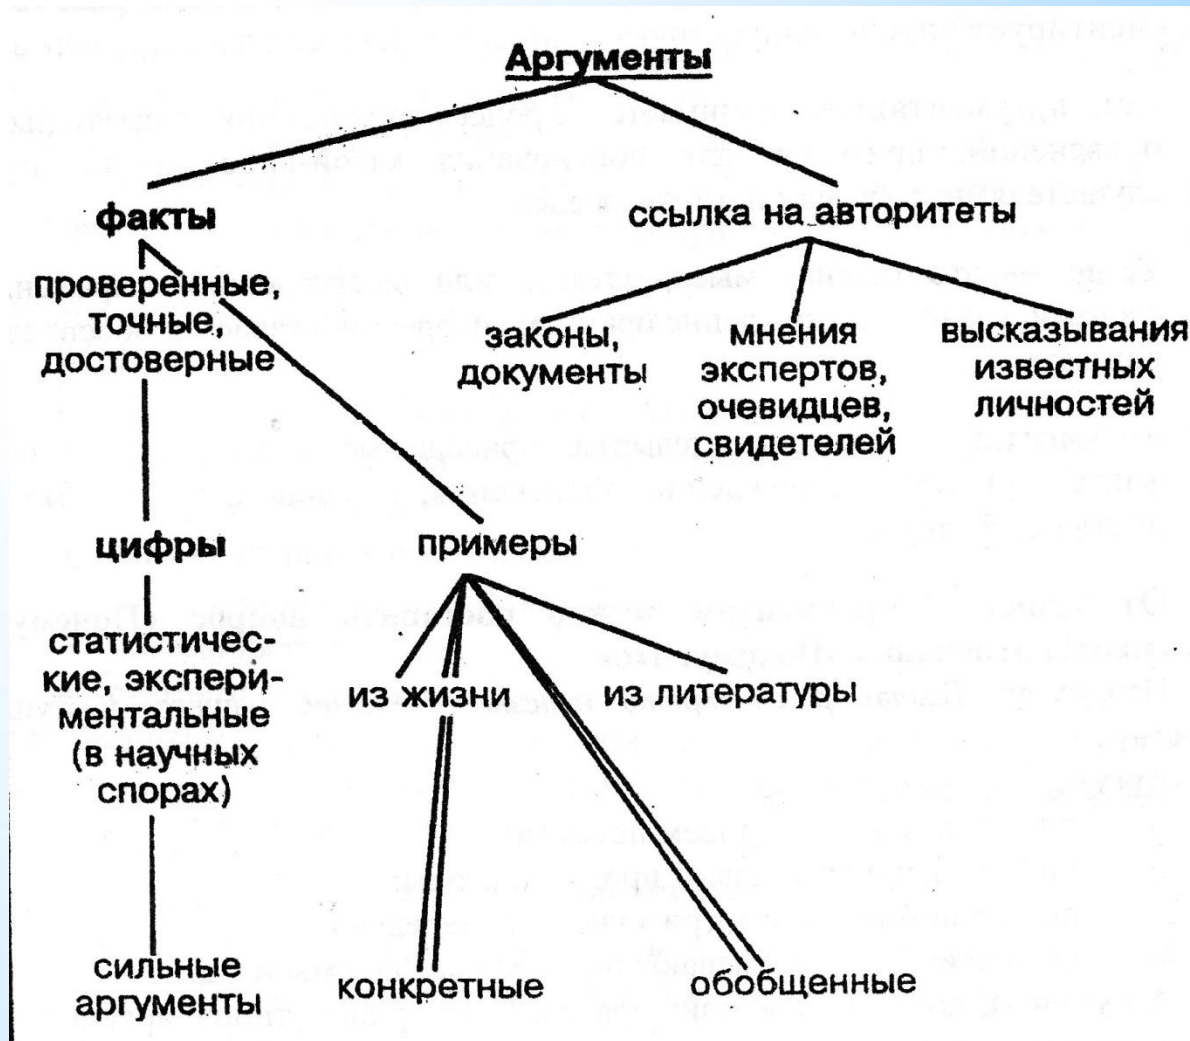 Аргументы
факты
ссылка на авторитеты
проверенные,
точные,
достоверные
законы,
документы
мнения
экспертов,
очевидцев,
свидетелей
высказывания
известных
личностей
цифры
примеры
статистичес-
кие, экспери-
ментальные
(в научных
спорах)
из жизни
из литературы
сильные
аргументы
конкретные
обобщенные